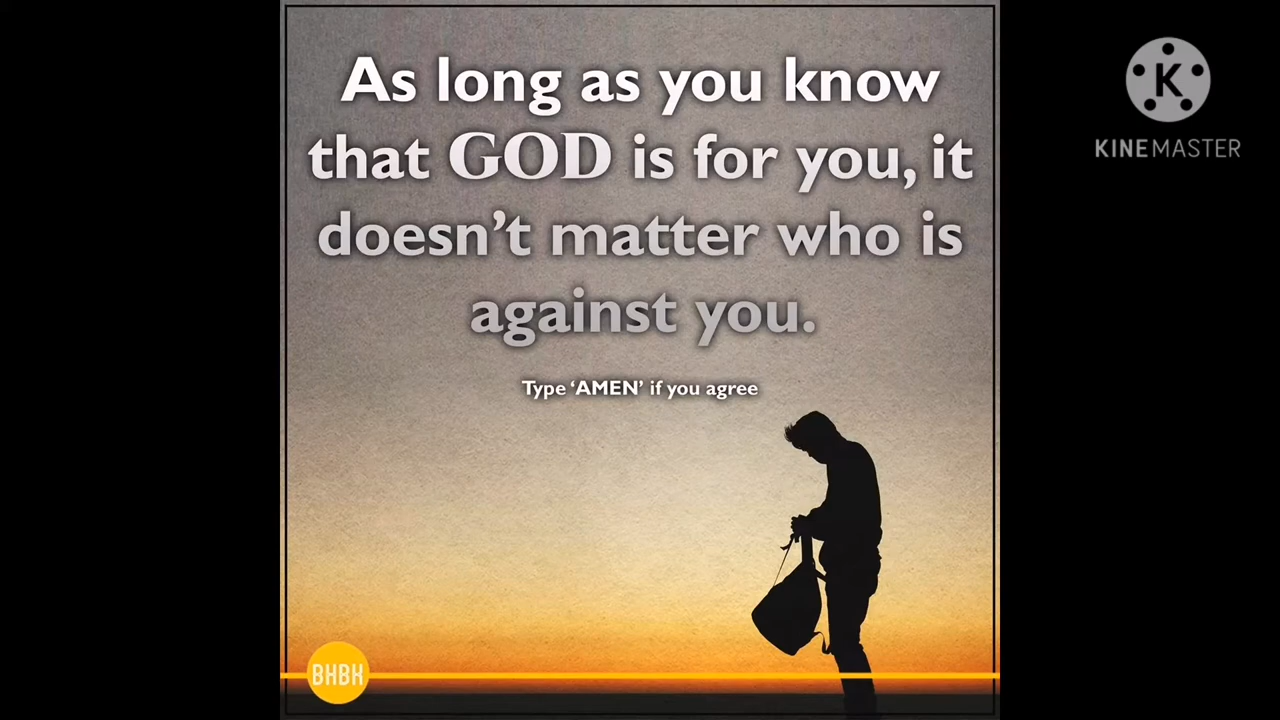 As long as you know
that GOD is for you, it
doesn’t matter who is
against you.
Type ‘AMEN’ if you agree
BHBH
K
KINEMASTER